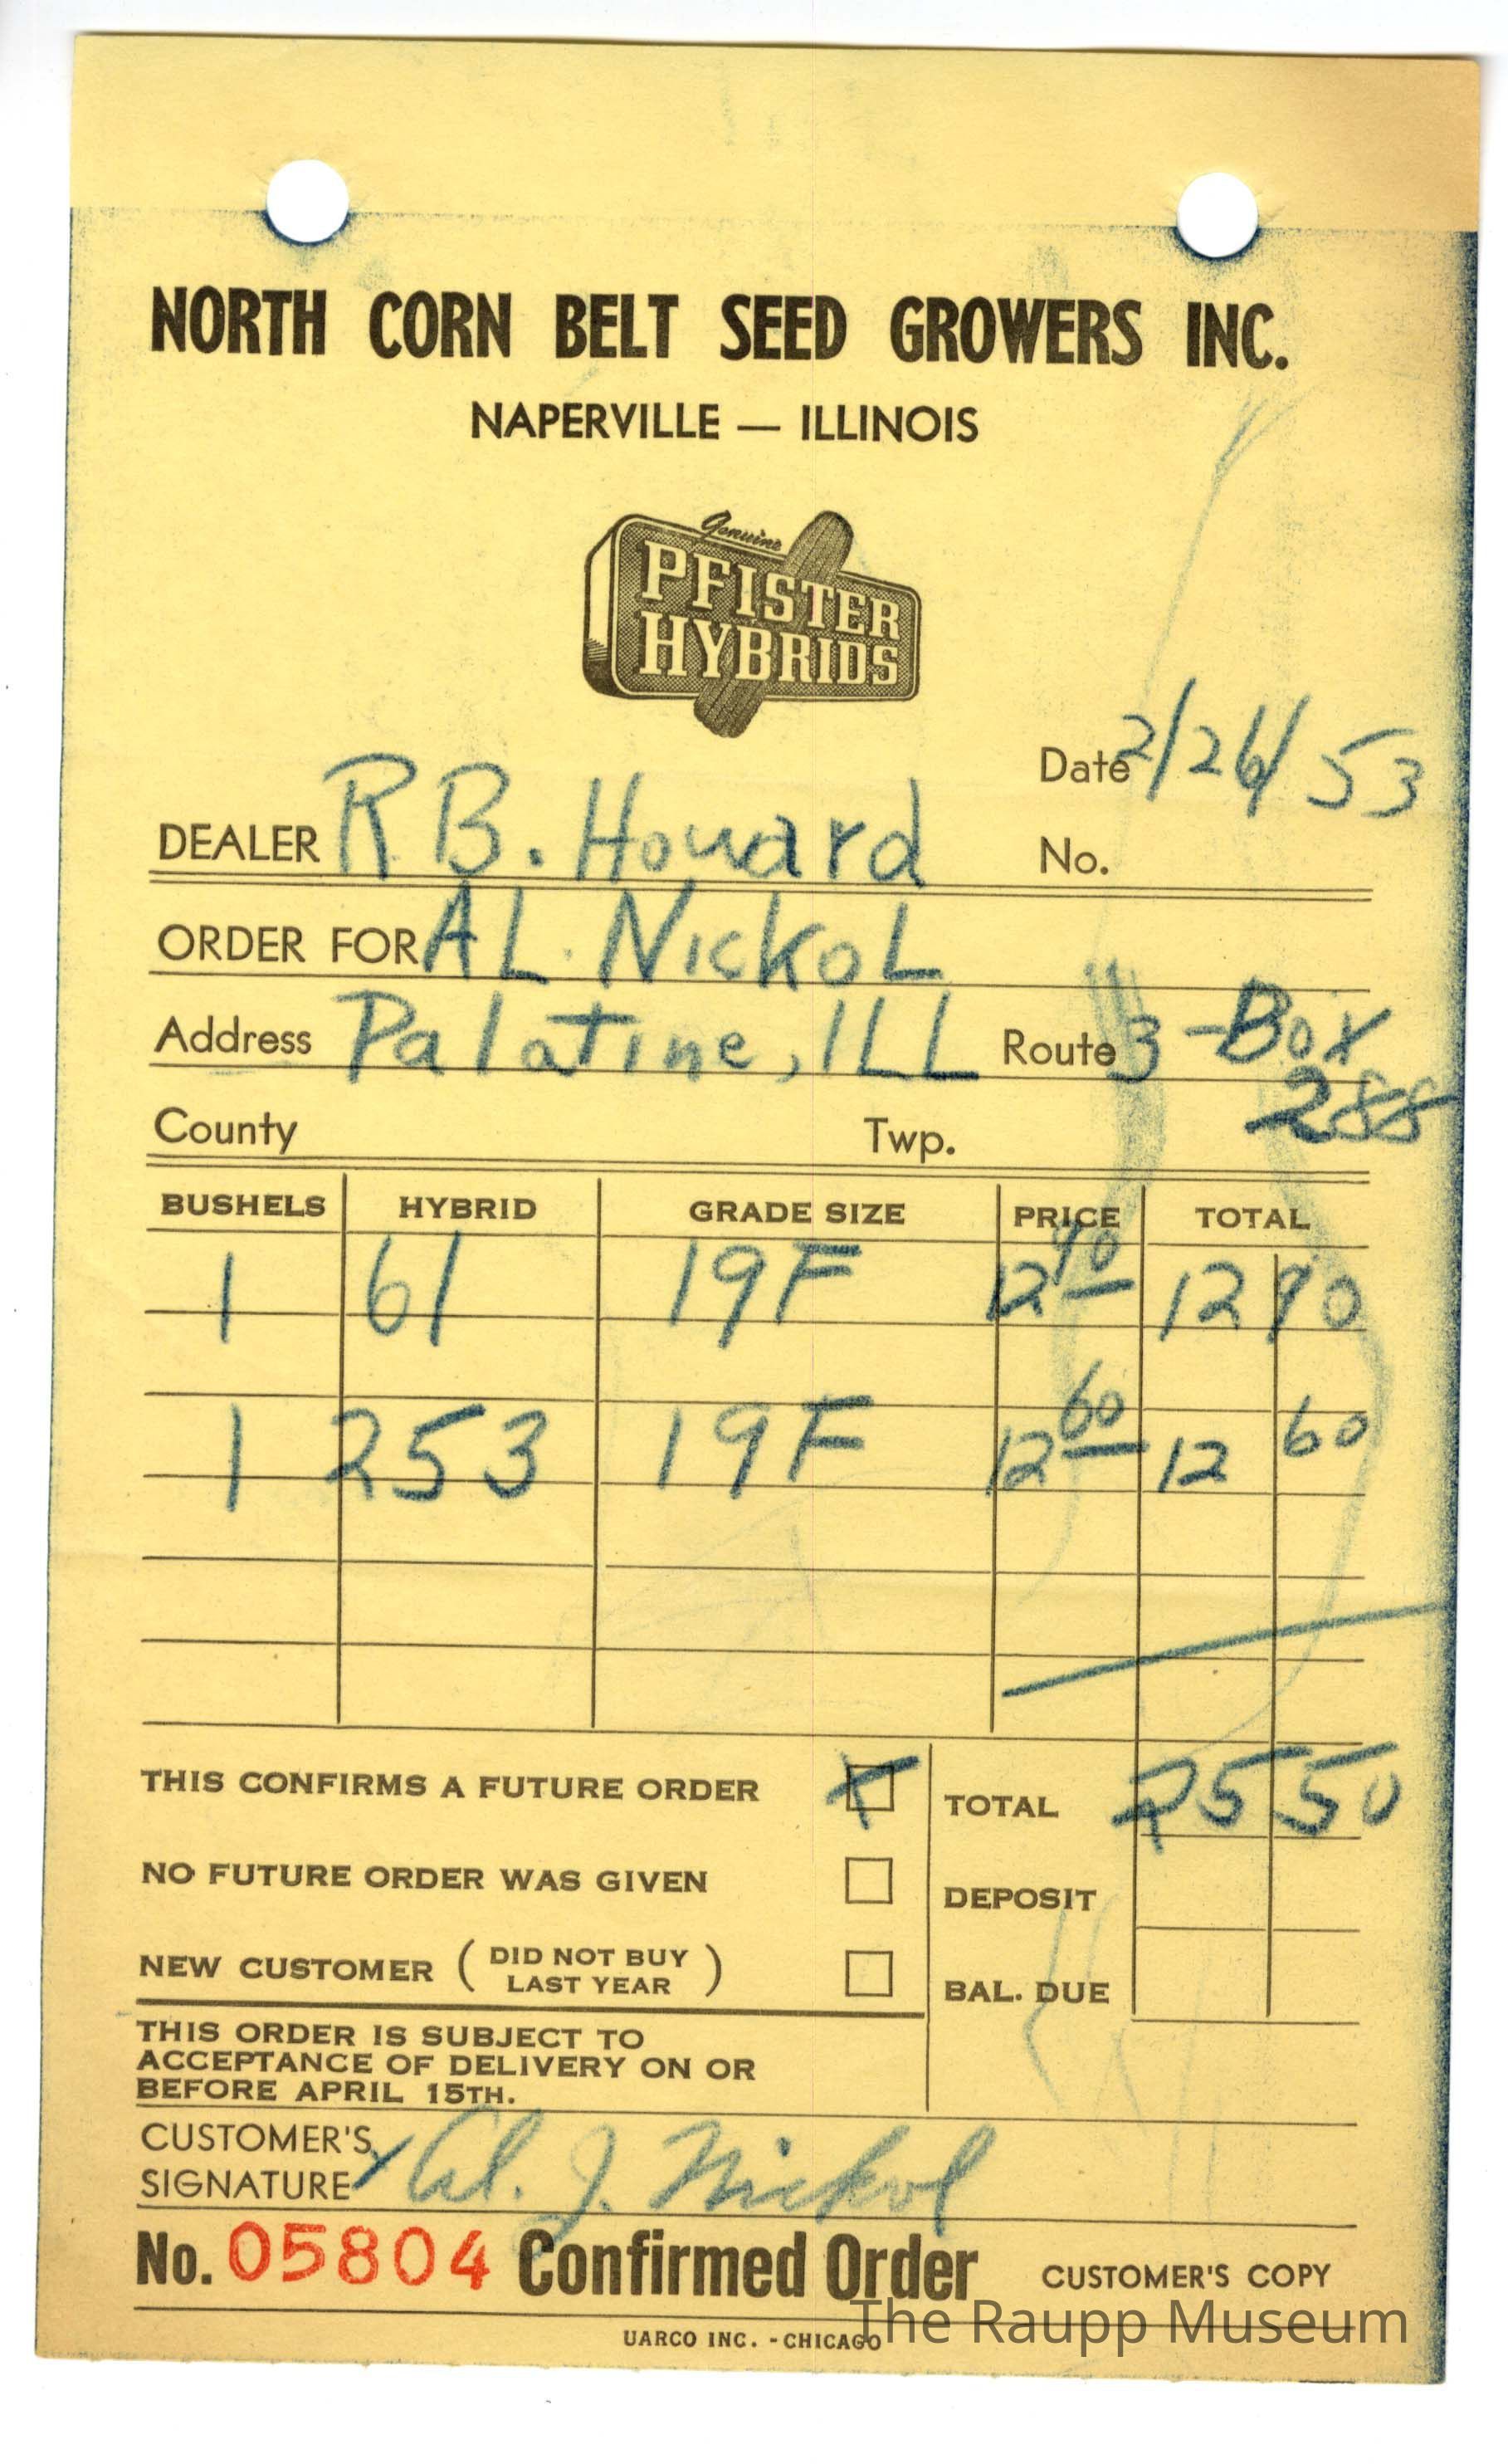 NORTH CORN BELT SEED GROWERS INC.
NAPERVILLE — ILLINOIS
Genuine
PFISTER
HYBRIDS
Date 2/26/53
DEALER R B. Howard No.
ORDER FOR AL. NickoL
Address Palatine, ILL Route 3 - Box
288
County Twp.
BUSHELS HYBRID GRADE SIZE PRICE TOTAL
1 61 19F 12 90 12 90
1 253 19F 12 60 12 60
THIS CONFIRMS A FUTURE ORDER X TOTAL 25 50
NO FUTURE ORDER WAS GIVEN DEPOSIT
NEW CUSTOMER ( DID NOT BUY LAST YEAR ) BAL. DUE
THIS ORDER IS SUBJECT TO
ACCEPTANCE OF DELIVERY ON OR
BEFORE APRIL 15TH.
CUSTOMER'S
SIGNATURE x Al. J. Nickol
No. 05804 Confirmed Order CUSTOMER'S COPY
The Raupp Museum
UARCO INC. - CHICAGO